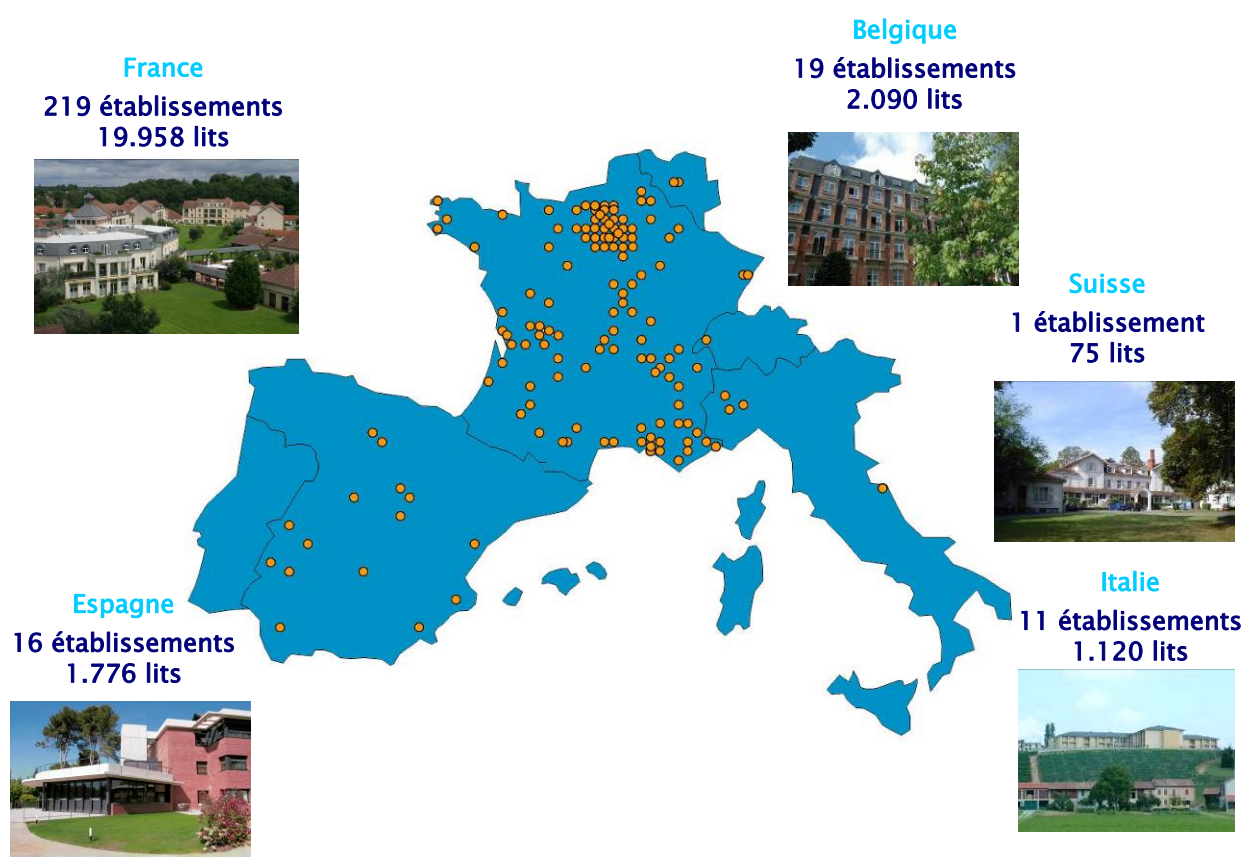 France
219 établissements
19.958 lits
Belgique
19 établissements
2.090 lits
Suisse
1 établissement
75 lits
Espagne
16 établissements
1.776 lits
Italie
11 établissements
1.120 lits